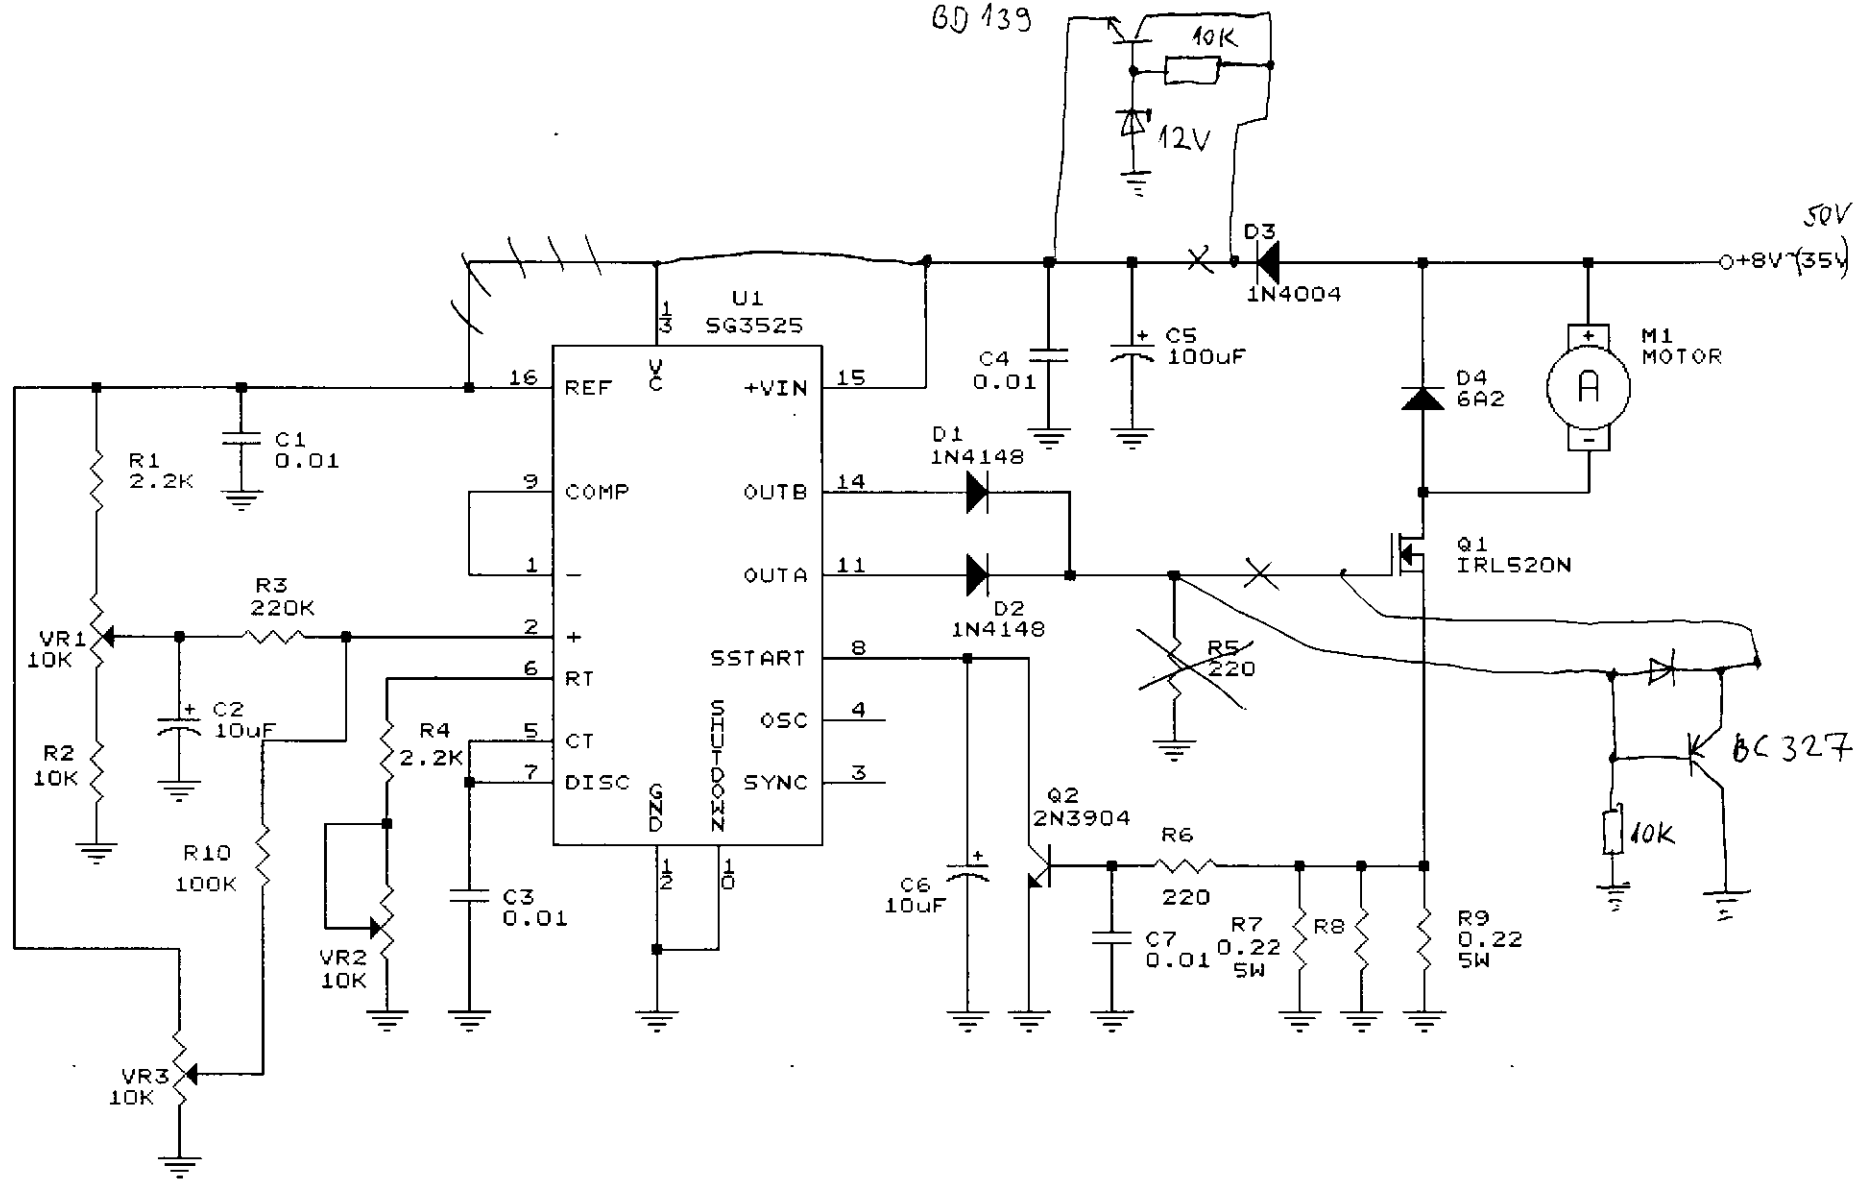 BD 139
10K
12V
50V
D3
+8V~(35V)
1N4004
U1
SG3525
1
3
VC
16
REF
+VIN
15
C4
0.01
+
C5
100uF
+
M1
MOTOR
A
-
D4
6A2
R1
2.2K
C1
0.01
D1
1N4148
9
COMP
OUTB
14
1
-
OUTA
11
Q1
IRL520N
D2
1N4148
R3
220K
VR1
10K
2
+
6
RT
SSTART
8
R5
220
+
C2
10uF
R4
2.2K
5
CT
OSC
4
R2
10K
7
DISC
SYNC
3
GND
SHUTDOWN
BC 327
10K
Q2
2N3904
R6
220
R10
100K
1
2
1
0
C3
0.01
+
C6
10uF
C7
0.01
R7
0.22
5W
R8
R9
0.22
5W
VR2
10K
VR3
10K